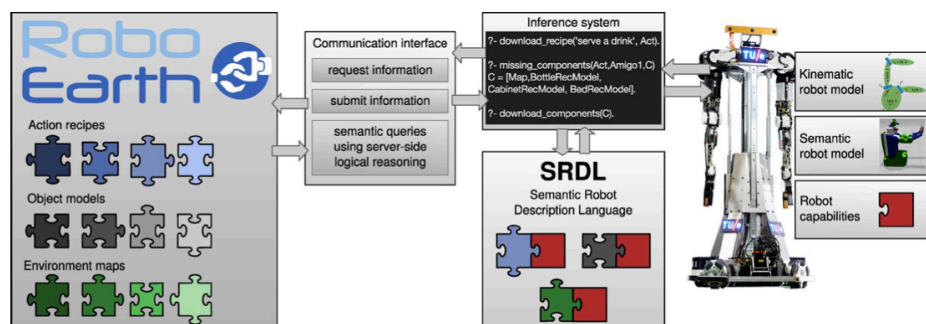 Robo
Earth
Action recipes
Object models
Environment maps
Communication interface
request information
submit information
semantic queries
using server-side
logical reasoning
Inference system
?- download_recipe('serve a drink', Act).
?- missing_components(Act,Amigo1,C)
C = [Map,BottleRecModel,
CabinetRecModel, BedRecModel].
?- download_components(C).
SRDL
Semantic Robot
Description Language
TU/e
TU/e
TU/e
Kinematic
robot model
Semantic
robot model
Robot
capabilities